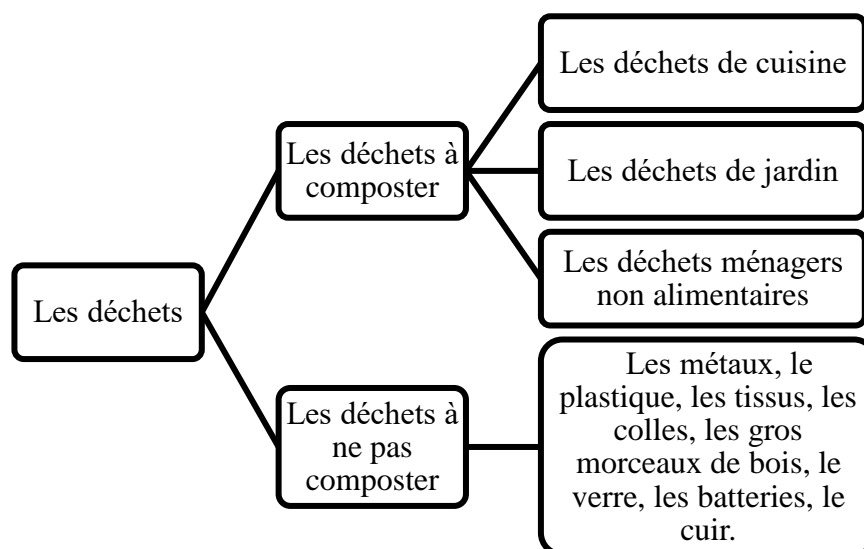 Les déchets
Les déchets à
composter
Les déchets de cuisine
Les déchets de jardin
Les déchets ménagers
non alimentaires
Les déchets à
ne pas
composter
Les métaux, le
plastique, les tissus, les
colles, les gros
morceaux de bois, le
verre, les batteries, le
cuir.